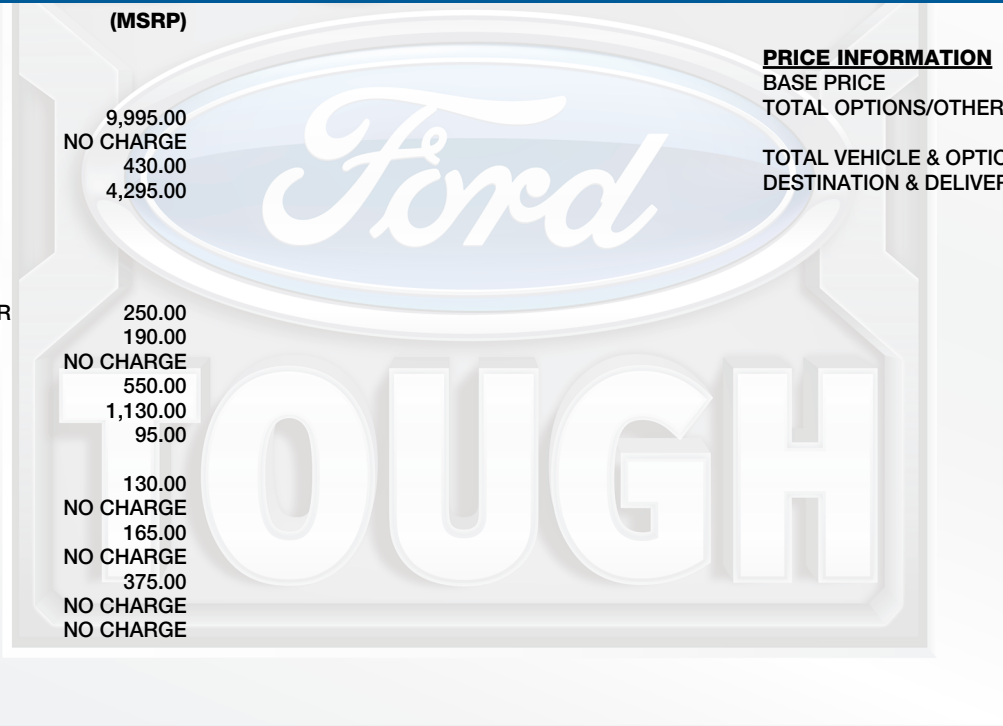 (MSRP)
9,995.00
NO CHARGE
430.00
4,295.00
R 250.00
190.00
NO CHARGE
550.00
1,130.00
95.00
130.00
NO CHARGE
165.00
NO CHARGE
375.00
NO CHARGE
NO CHARGE
PRICE INFORMATION
BASE PRICE
TOTAL OPTIONS/OTHER
TOTAL VEHICLE & OPTIO
DESTINATION & DELIVER
Ford
TOUGH